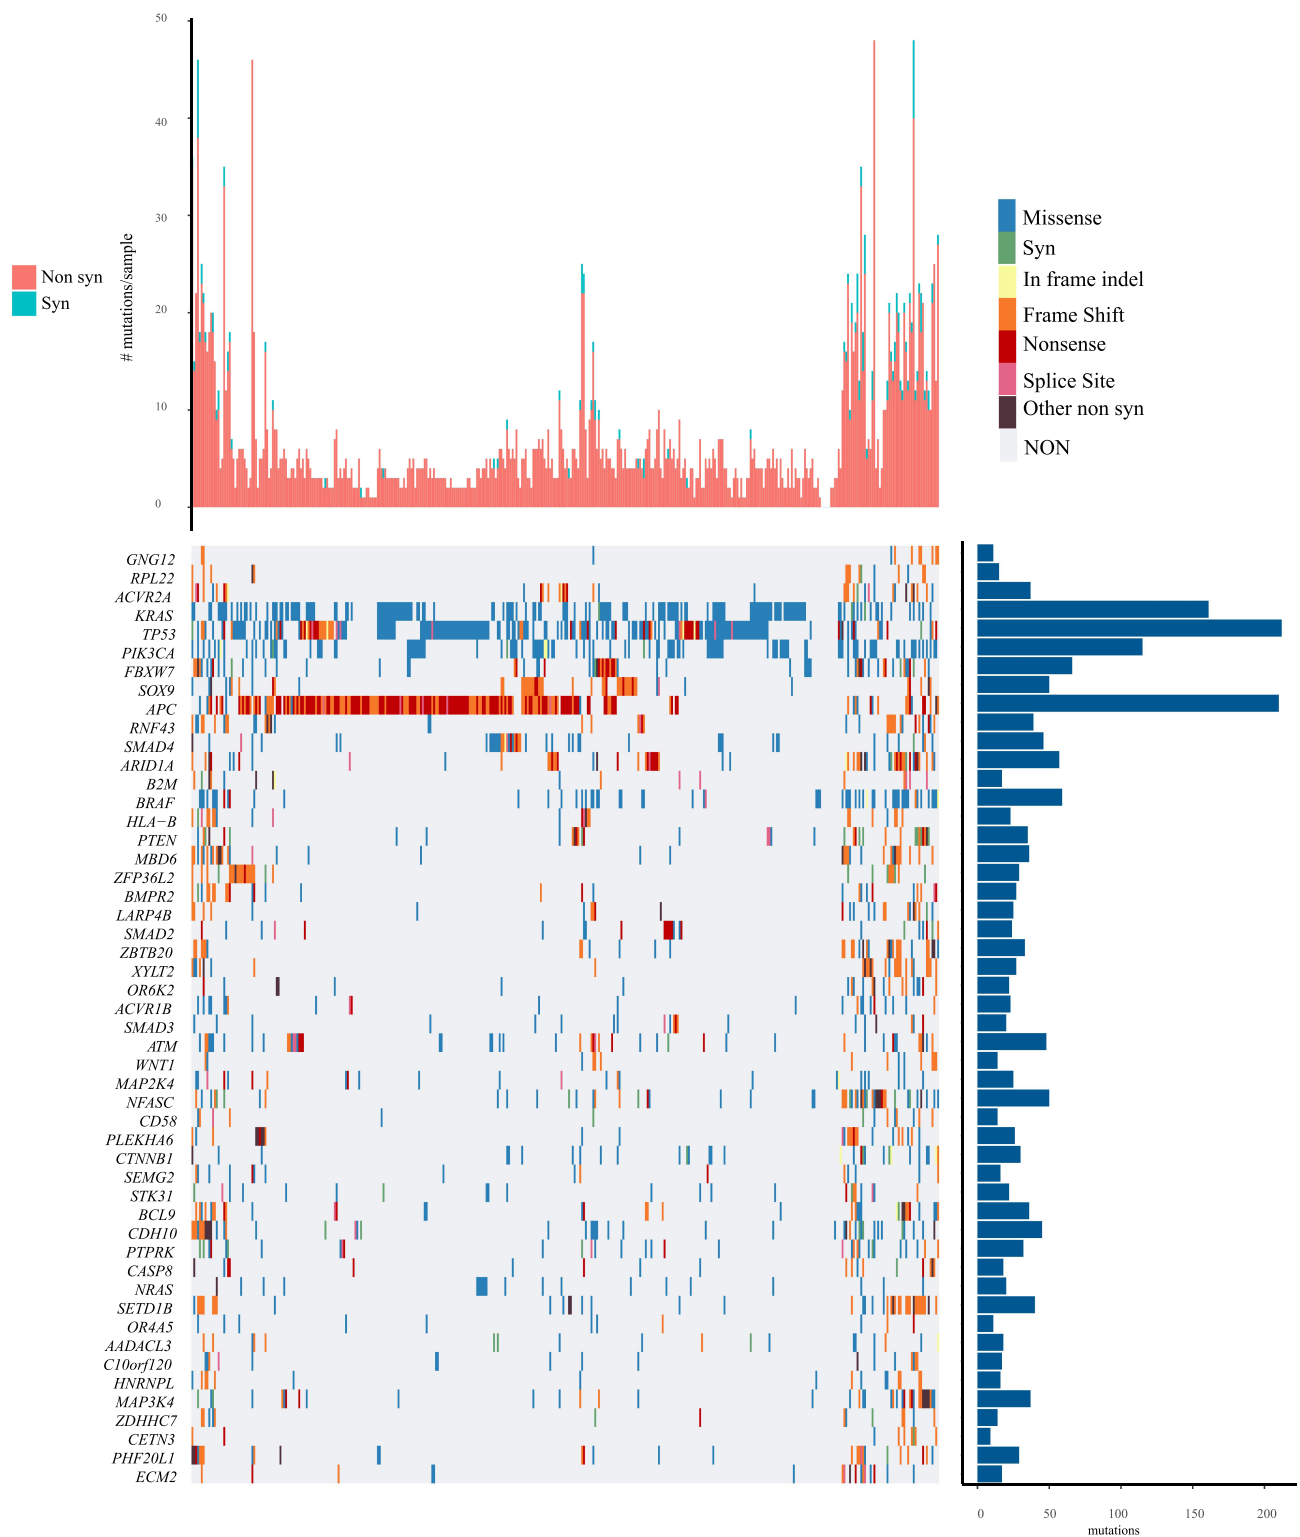 50
40
30
20
10
0
# mutations/sample
Non syn
Syn
Missense
Syn
In frame indel
Frame Shift
Nonsense
Splice Site
Other non syn
NON
GNG12
RPL22
ACVR2A
KRAS
TP53
PIK3CA
FBXW7
SOX9
APC
RNF43
SMAD4
ARID1A
B2M
BRAF
HLA−B
PTEN
MBD6
ZFP36L2
BMPR2
LARP4B
SMAD2
ZBTB20
XYLT2
OR6K2
ACVR1B
SMAD3
ATM
WNT1
MAP2K4
NFASC
CD58
PLEKHA6
CTNNB1
SEMG2
STK31
BCL9
CDH10
PTPRK
CASP8
NRAS
SETD1B
OR4A5
AADACL3
C10orf120
HNRNPL
MAP3K4
ZDHHC7
CETN3
PHF20L1
ECM2
0 50 100 150 200
mutations